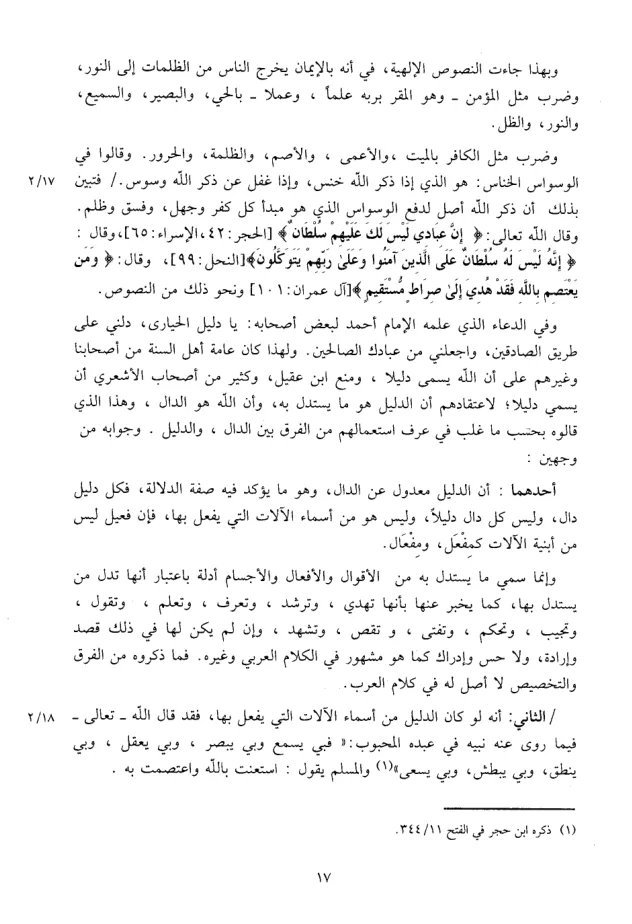 وبهذا جاءت النصوص الإلهية، في أنه بالإيمان يخرج الناس من الظلمات إلى النور،
وضرب مثل المؤمن ـ وهو المقر بربه علماً ، وعملا ـ بالحي، والبصير، والسميع،
والنور، والظل.
وضرب مثل الكافر بالميت ،والأعمى ، والأصم، والظلمة، والحرور. وقالوا في
٢/١٧ الوسواس الخناس: هو الذي إذا ذكر الله خنس، وإذا غفل عن ذكر الله وسوس./ فتبين
بذلك أن ذكر الله أصل لدفع الوسواس الذي هو مبدأ كل كفر وجهل، وفسق وظلم.
وقال الله تعالى:﴿ إِنَّ عِبَادِي لَيْسَ لَكَ عَلَيْهِمْ سُلْطَانٌ ﴾ [الحجر:٤٢،الإسراء:٦٥]،وقال :
﴿ إِنَّهُ لَيْسَ لَهُ سُلْطَانٌ عَلَى الَّذِينَ آمَنُوا وَعَلَىٰ رَبِّهِمْ يَتَوَكَّلُونَ﴾[النحل:٩٩]، وقال:﴿ وَمَن
يَعْتَصِم بِاللَّهِ فَقَدْ هُدِيَ إِلَىٰ صِرَاطٍ مُّسْتَقِيمٍ﴾[آل عمران:١٠١] ونحو ذلك من النصوص.
وفي الدعاء الذي علمه الإمام أحمد لبعض أصحابه: يا دليل الحيارى، دلني على
طريق الصادقين، واجعلني من عبادك الصالحين. ولهذا كان عامة أهل السنة من أصحابنا
وغيرهم على أن الله يسمى دليلا ، ومنع ابن عقيل، وكثير من أصحاب الأشعري أن
يسمي دليلا؛ لاعتقادهم أن الدليل هو ما يستدل به، وأن الله هو الدال ، وهذا الذي
قالوه بحسب ما غلب في عرف استعمالهم من الفرق بين الدال ، والدليل . وجوابه من
وجهين :
أحدهما : أن الدليل معدول عن الدال، وهو ما يؤكد فيه صفة الدلالة، فكل دليل
دال، وليس كل دال دليلاً، وليس هو من أسماء الآلات التي يفعل بها، فإن فعيل ليس
من أبنية الآلات كمِفْعَل، ومِفْعَال.
وإنما سمي ما يستدل به من الأقوال والأفعال والأجسام أدلة باعتبار أنها تدل من
يستدل بها، كما يخبر عنها بأنها تهدي ، وترشد ، وتعرف ، وتعلم ، وتقول ،
وتجيب ، وتحكم ، وتفتى ، و تقص ، وتشهد ، وإن لم يكن لها في ذلك قصد
وإرادة، ولا حس وإدراك كما هو مشهور في الكلام العربي وغيره. فما ذكروه من الفرق
والتخصيص لا أصل له في كلام العرب.
٢/١٨ / الثاني: أنه لو كان الدليل من أسماء الآلات التي يفعل بها، فقد قال الله ـ تعالى ـ
فيما روى عنه نبيه في عبده المحبوب:« فبي يسمع وبي يبصر ، وبي يعقل ، وبي
ينطق، وبي يبطش، وبي يسعى»(١) والمسلم يقول : استعنت بالله واعتصمت به .
(١) ذكره ابن حجر في الفتح ٣٤٤/١١.
١٧